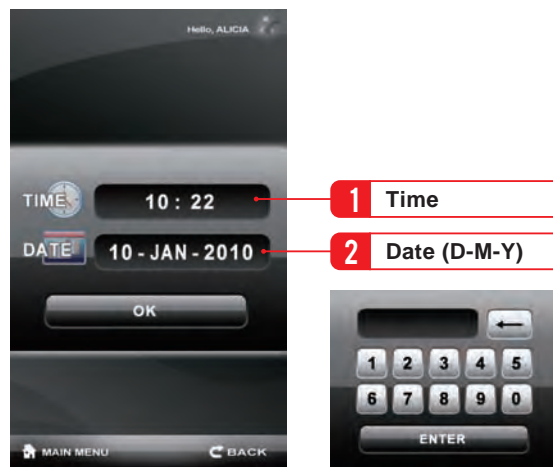 Hello, ALICIA
TIME 10 : 22
1 Time
DATE 10 - JAN - 2010
2 Date (D-M-Y)
OK
1 2 3 4 5
6 7 8 9 0
ENTER
MAIN MENU BACK